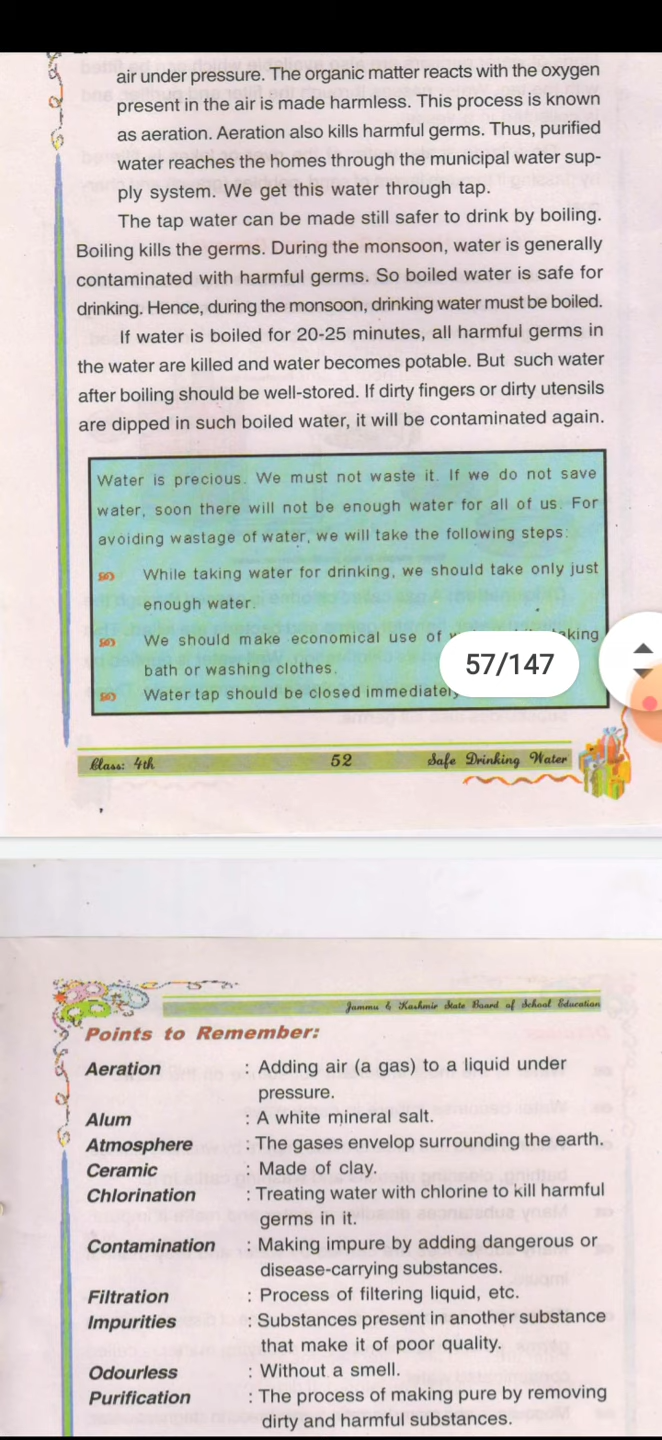 air under pressure. The organic matter reacts with the oxygen
present in the air is made harmless. This process is known
as aeration. Aeration also kills harmful germs. Thus, purified
water reaches the homes through the municipal water sup-
ply system. We get this water through tap.
The tap water can be made still safer to drink by boiling.
Boiling kills the germs. During the monsoon, water is generally
contaminated with harmful germs. So boiled water is safe for
drinking. Hence, during the monsoon, drinking water must be boiled.
If water is boiled for 20-25 minutes, all harmful germs in
the water are killed and water becomes potable. But such water
after boiling should be well-stored. If dirty fingers or dirty utensils
are dipped in such boiled water, it will be contaminated again.
Water is precious. We must not waste it. If we do not save
water, soon there will not be enough water for all of us. For
avoiding wastage of water, we will take the following steps:
While taking water for drinking, we should take only just
enough water.
We should make economical use of
bath or washing clothes.
57/147
Water tap should be closed immediately
Class: 4th 52 Safe Drinking Water
Jammu & Kashmir State Board of School Education
Points to Remember:
Aeration : Adding air (a gas) to a liquid under
pressure.
Alum : A white mineral salt.
Atmosphere : The gases envelop surrounding the earth.
Ceramic : Made of clay.
Chlorination : Treating water with chlorine to kill harmful
germs in it.
Contamination : Making impure by adding dangerous or
disease-carrying substances.
Filtration : Process of filtering liquid, etc.
Impurities : Substances present in another substance
that make it of poor quality.
Odourless : Without a smell.
Purification : The process of making pure by removing
dirty and harmful substances.